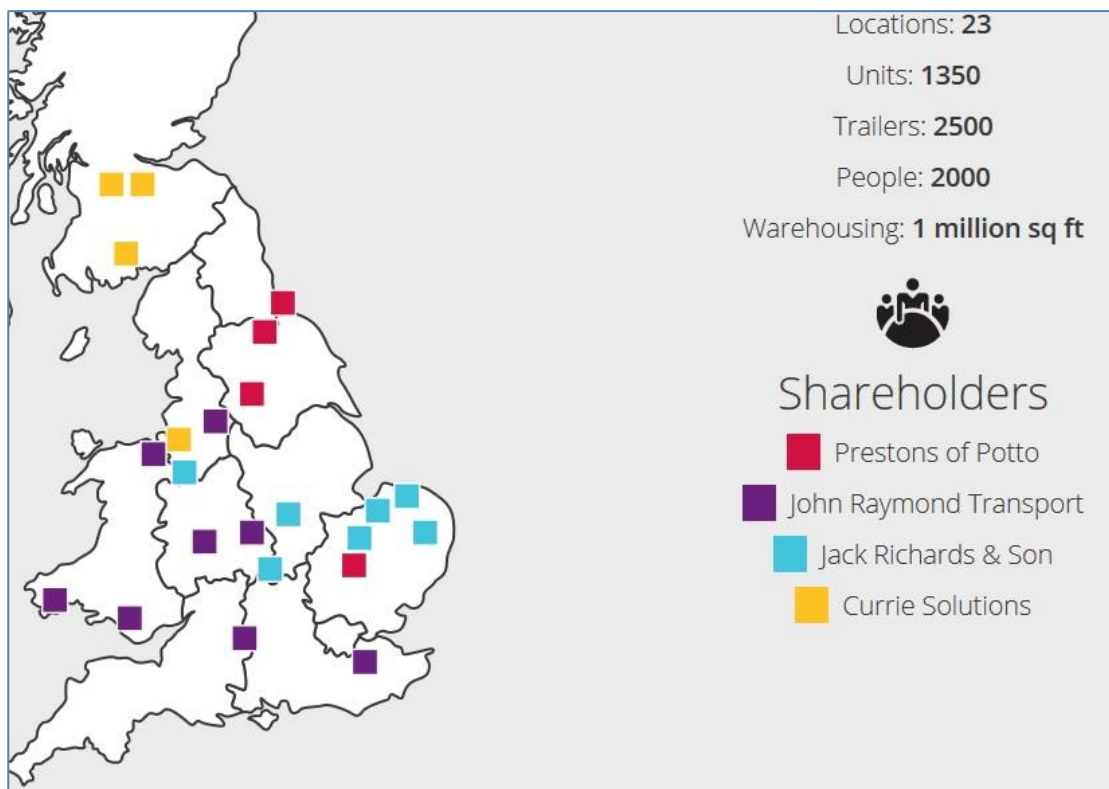 Locations: 23
Units: 1350
Trailers: 2500
People: 2000
Warehousing: 1 million sq ft
Shareholders
Prestons of Potto
John Raymond Transport
Jack Richards & Son
Currie Solutions